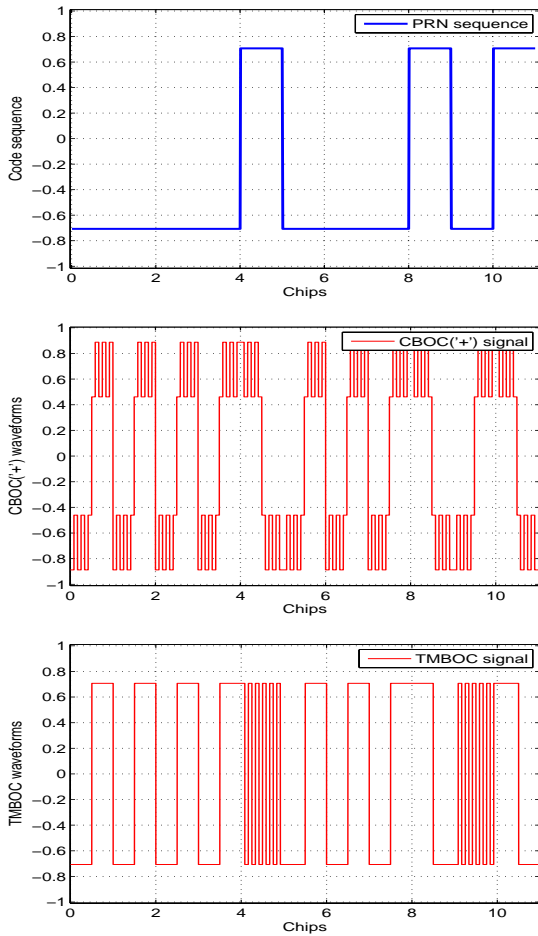 1
0.8
0.6
0.4
0.2
0
−0.2
−0.4
−0.6
−0.8
−1
Code sequence
PRN sequence
0 2 4 6 8 10
Chips
1
0.8
0.6
0.4
0.2
0
−0.2
−0.4
−0.6
−0.8
−1
CBOC('+') waveforms
CBOC('+') signal
0 2 4 6 8 10
Chips
1
0.8
0.6
0.4
0.2
0
−0.2
−0.4
−0.6
−0.8
−1
TMBOC waveforms
TMBOC signal
0 2 4 6 8 10
Chips